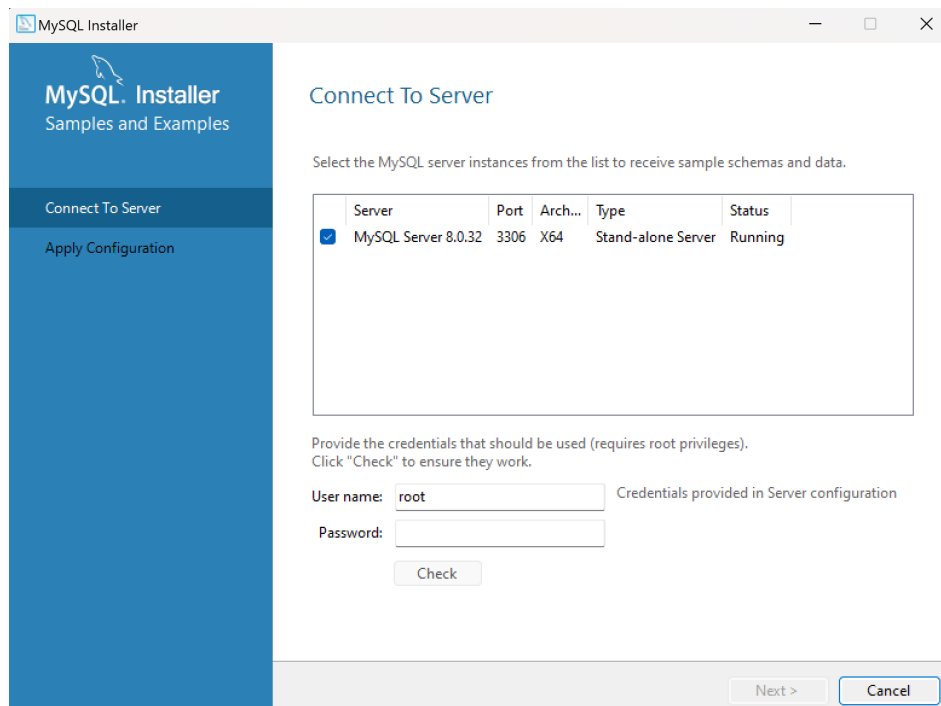 MySQL Installer
MySQL. Installer
Samples and Examples
Connect To Server
Apply Configuration
Connect To Server
Select the MySQL server instances from the list to receive sample schemas and data.
Server Port Arch... Type Status
MySQL Server 8.0.32 3306 X64 Stand-alone Server Running
Provide the credentials that should be used (requires root privileges).
Click "Check" to ensure they work.
User name: root Credentials provided in Server configuration
Password:
Check
Next > Cancel